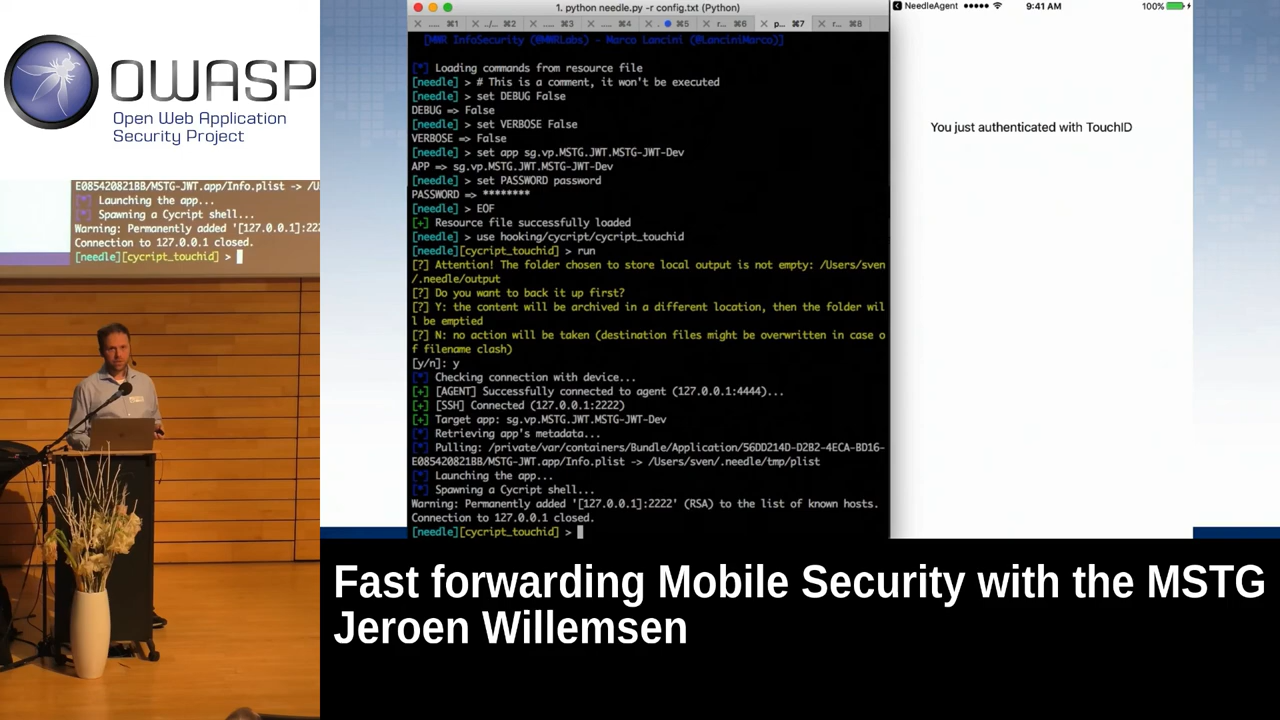 OWASP
Open Web Application
Security Project
E085420821BB/MSTG-JWT.app/Info.plist -> /U
[*] Launching the app...
[*] Spawning a Cycript shell...
Warning: Permanently added '[127.0.0.1]:222
Connection to 127.0.0.1 closed.
[needle][cycript_touchid] >
1. python needle.py -r config.txt (Python)
⌘1 ../... ⌘2 ⌘3 ⌘4 ⌘5 r... ⌘6 p... ⌘7 r... ⌘8
[MWR InfoSecurity (@MWRLabs) - Marco Lancini (@LanciniMarco)]
[*] Loading commands from resource file
[needle] > # This is a comment, it won't be executed
[needle] > set DEBUG False
DEBUG => False
[needle] > set VERBOSE False
VERBOSE => False
[needle] > set app sg.vp.MSTG.JWT.MSTG-JWT-Dev
APP => sg.vp.MSTG.JWT.MSTG-JWT-Dev
[needle] > set PASSWORD password
PASSWORD => ********
[needle] > EOF
[+] Resource file successfully loaded
[needle] > use hooking/cycript/cycript_touchid
[needle][cycript_touchid] > run
[?] Attention! The folder chosen to store local output is not empty: /Users/sven
/.needle/output
[?] Do you want to back it up first?
[?] Y: the content will be archived in a different location, then the folder wil
l be emptied
[?] N: no action will be taken (destination files might be overwritten in case o
f filename clash)
[y/n]: y
[*] Checking connection with device...
[+] [AGENT] Successfully connected to agent (127.0.0.1:4444)...
[+] [SSH] Connected (127.0.0.1:2222)
[+] Target app: sg.vp.MSTG.JWT.MSTG-JWT-Dev
[*] Retrieving app's metadata...
[*] Pulling: /private/var/containers/Bundle/Application/56DD214D-D2B2-4ECA-BD16-
E085420821BB/MSTG-JWT.app/Info.plist -> /Users/sven/.needle/tmp/plist
[*] Launching the app...
[*] Spawning a Cycript shell...
Warning: Permanently added '[127.0.0.1]:2222' (RSA) to the list of known hosts.
Connection to 127.0.0.1 closed.
[needle][cycript_touchid] >
NeedleAgent 9:41 AM 100%
You just authenticated with TouchID
Fast forwarding Mobile Security with the MSTG
Jeroen Willemsen